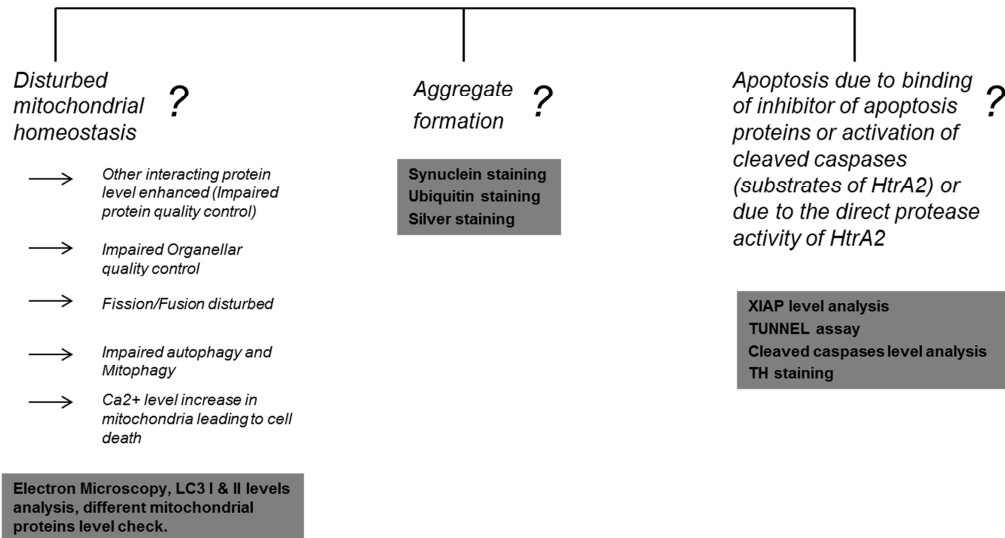 Disturbed
mitochondrial
homeostasis
?
Other interacting protein
level enhanced (Impaired
protein quality control)
Impaired Organellar
quality control
Fission/Fusion disturbed
Impaired autophagy and
Mitophagy
Ca2+ level increase in
mitochondria leading to cell
death
Electron Microscopy, LC3 I & II levels
analysis, different mitochondrial
proteins level check.
Aggregate
formation
?
Synuclein staining
Ubiquitin staining
Silver staining
Apoptosis due to binding
of inhibitor of apoptosis
proteins or activation of
cleaved caspases
(substrates of HtrA2) or
due to the direct protease
activity of HtrA2
?
XIAP level analysis
TUNNEL assay
Cleaved caspases level analysis
TH staining